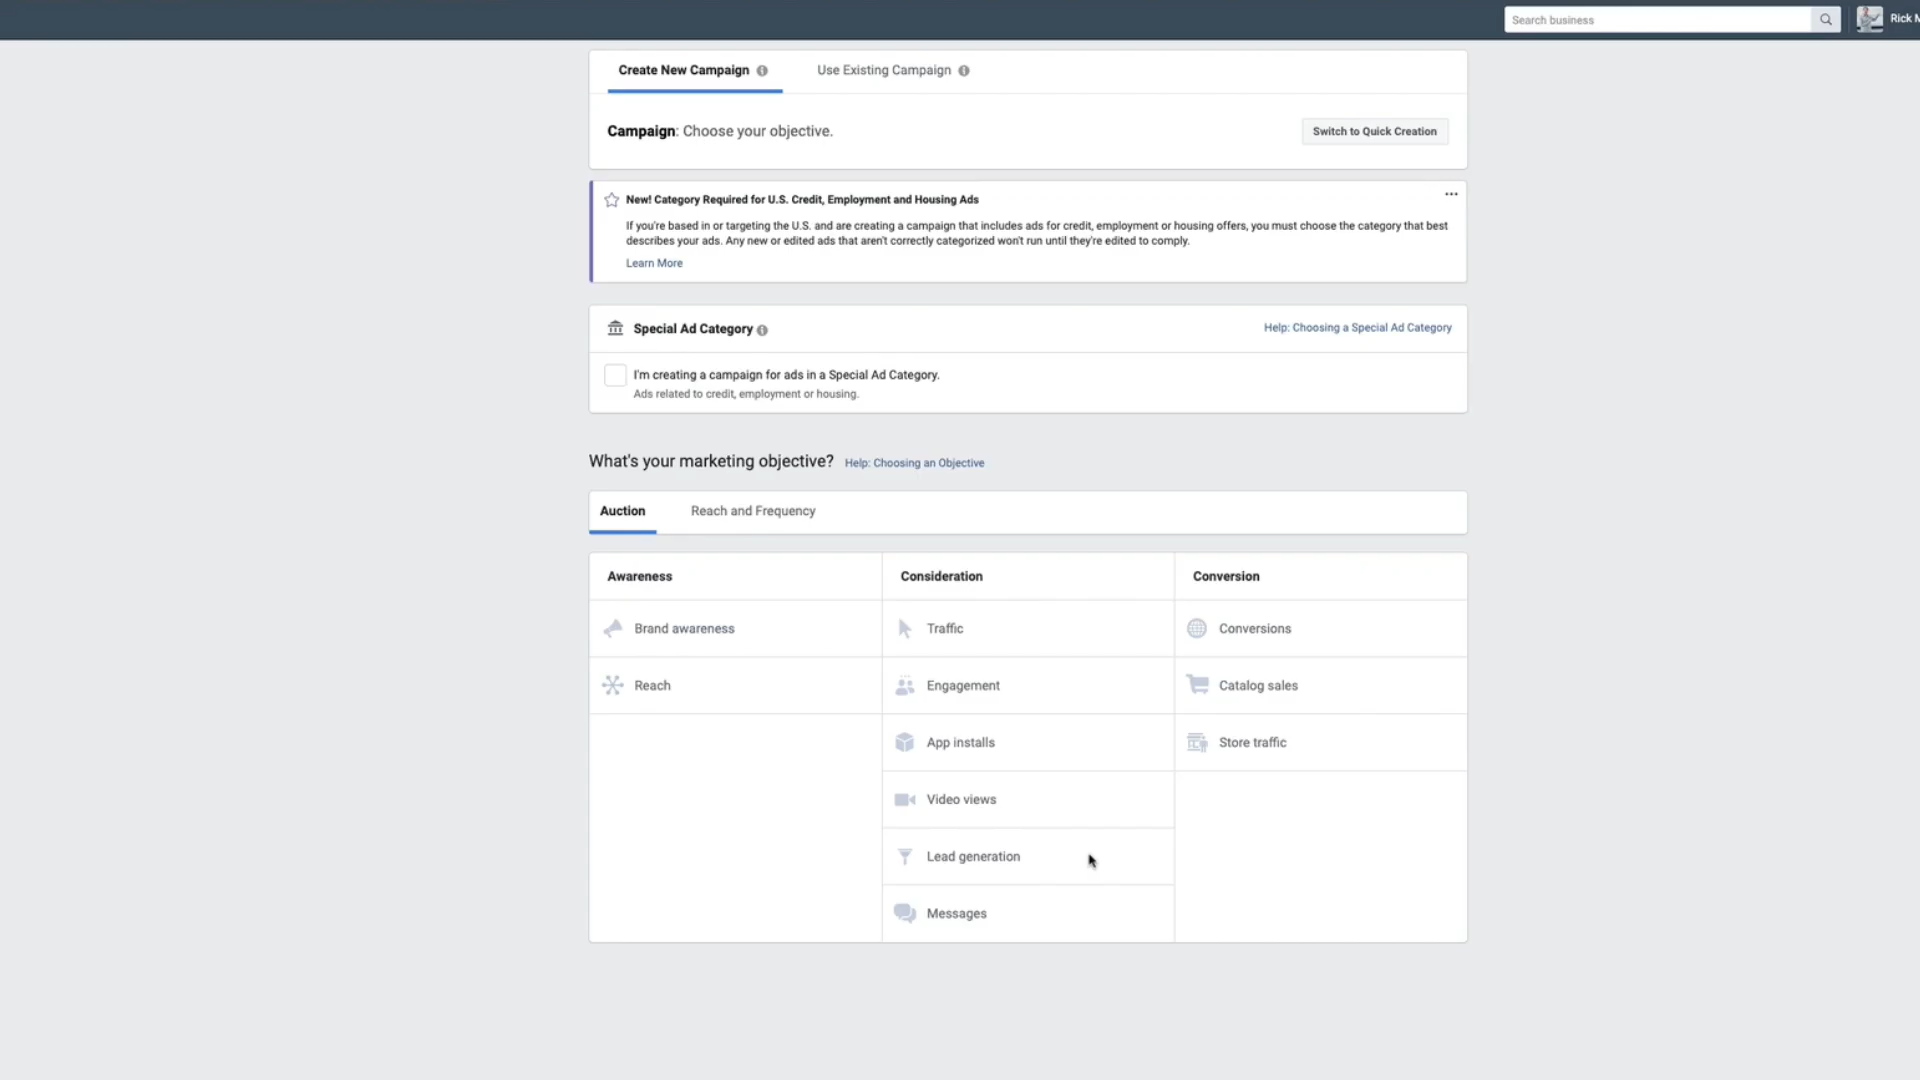 Search business
Rick M
Create New Campaign
Use Existing Campaign
Campaign: Choose your objective.
Switch to Quick Creation
New! Category Required for U.S. Credit, Employment and Housing Ads
If you're based in or targeting the U.S. and are creating a campaign that includes ads for credit, employment or housing offers, you must choose the category that best
describes your ads. Any new or edited ads that aren't correctly categorized won't run until they're edited to comply.
Learn More
Special Ad Category
Help: Choosing a Special Ad Category
I'm creating a campaign for ads in a Special Ad Category.
Ads related to credit, employment or housing.
What's your marketing objective?
Help: Choosing an Objective
Auction
Reach and Frequency
Awareness
Consideration
Conversion
Brand awareness
Traffic
Conversions
Reach
Engagement
Catalog sales
App installs
Store traffic
Video views
Lead generation
Messages